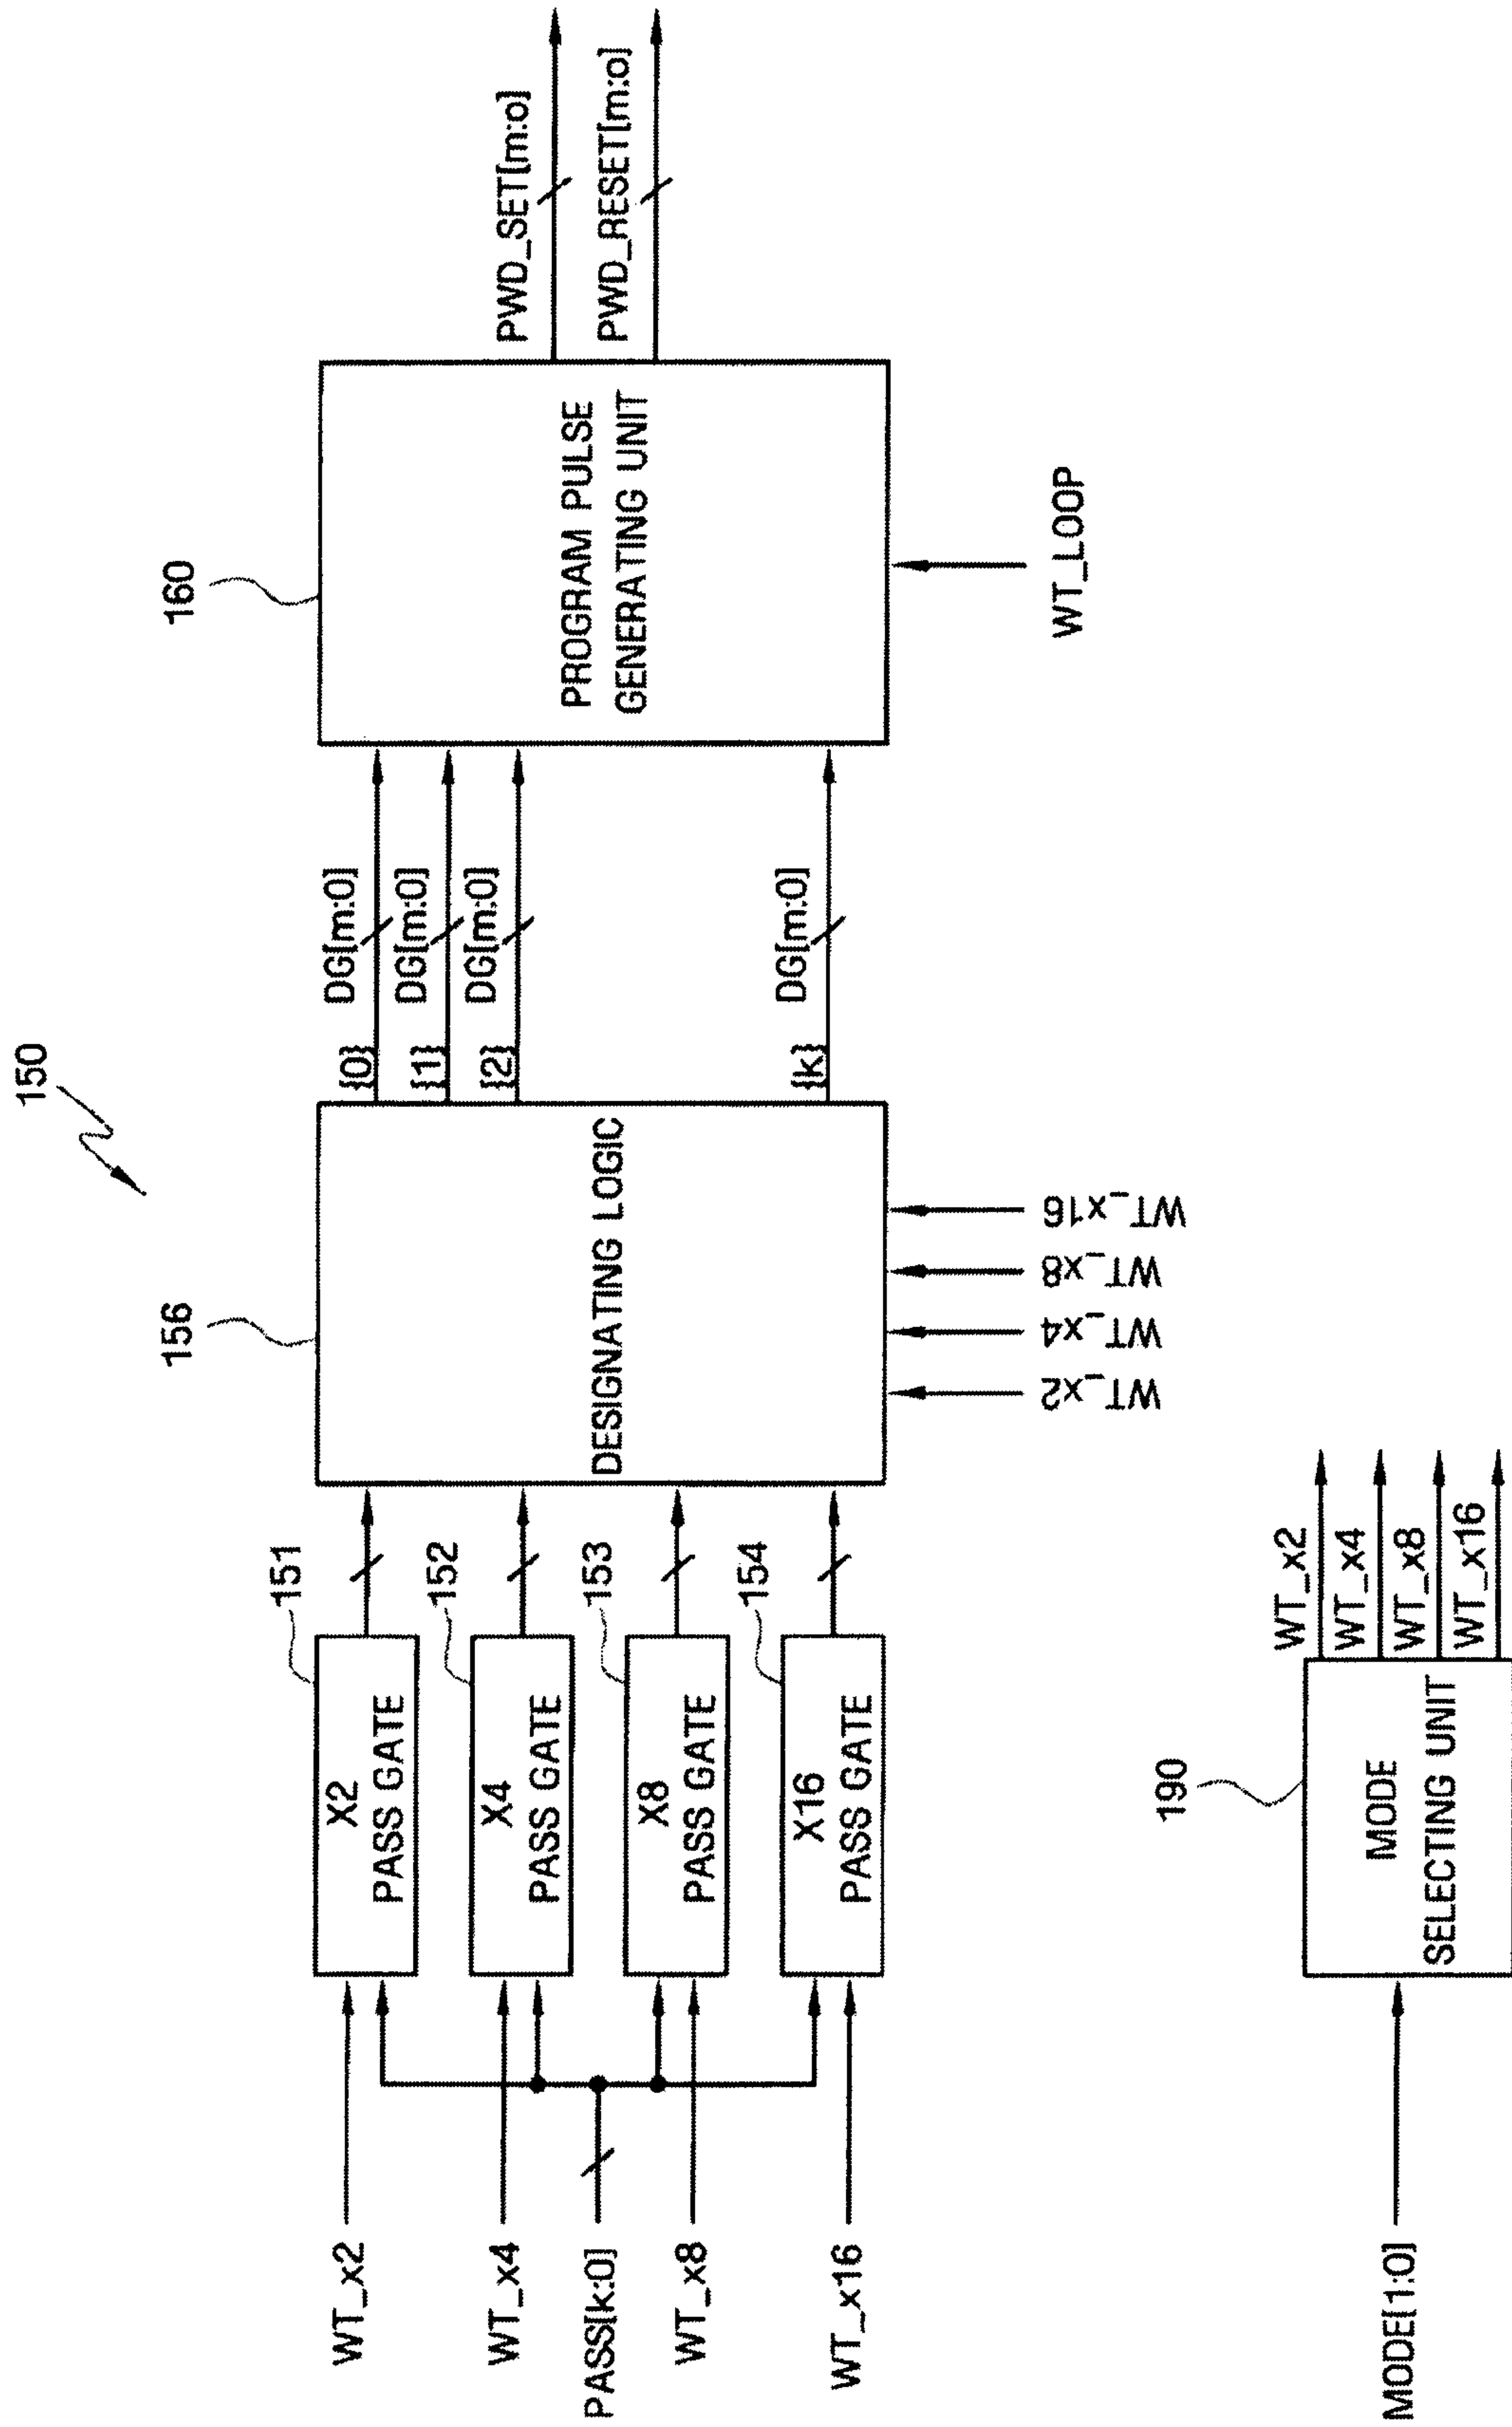 150
151
152
153
154
156
160
WT_x2
WT_x4
PASS[k:0]
WT_x8
WT_x16
X2
PASS GATE
X4
PASS GATE
X8
PASS GATE
X16
PASS GATE
DESIGNATING LOGIC
WT_x2
WT_x4
WT_x8
WT_x16
{0}
DG[m:0]
{1}
DG[m:0]
{2}
DG[m:0]
{k}
DG[m:0]
PROGRAM PULSE
GENERATING UNIT
WT_LOOP
PWD_SET[m:o]
PWD_RESET[m:o]
MODE[1:0]
190
MODE
SELECTING UNIT
WT_x2
WT_x4
WT_x8
WT_x16